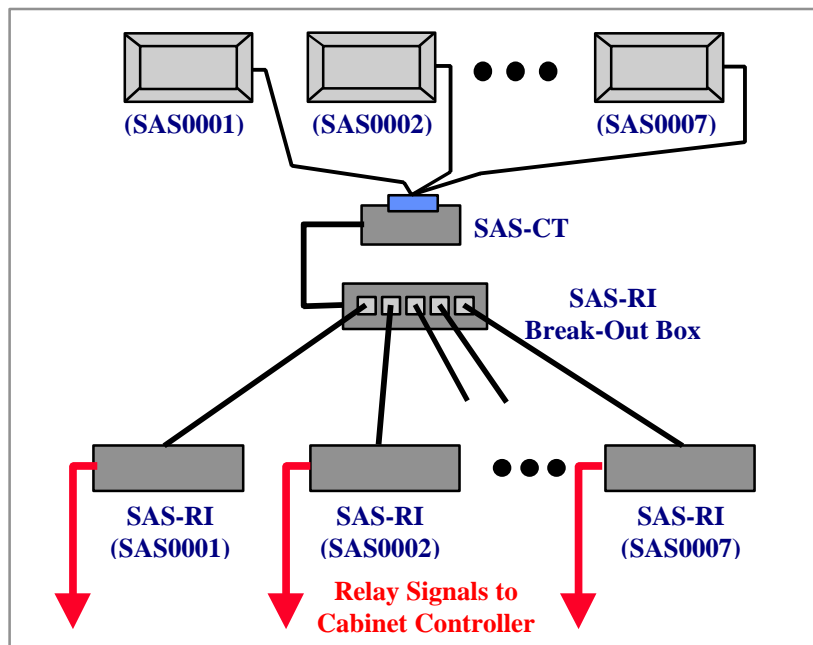 (SAS0001)
(SAS0002)
(SAS0007)
SAS-CT
SAS-RI
Break-Out Box
SAS-RI
(SAS0001)
SAS-RI
(SAS0002)
SAS-RI
(SAS0007)
Relay Signals to
Cabinet Controller